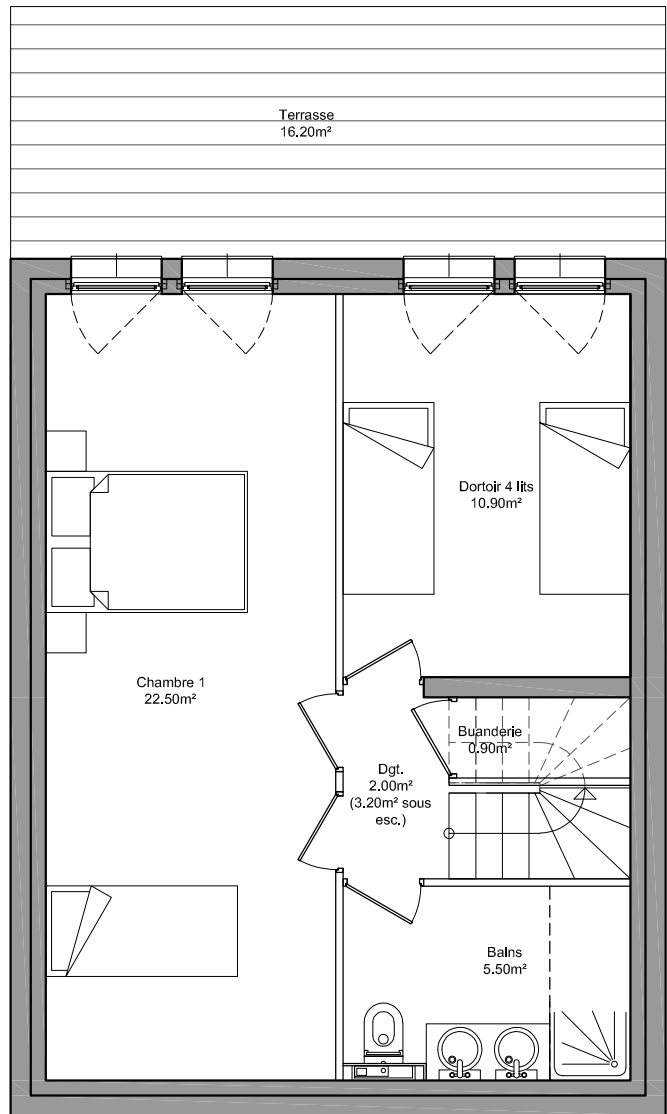 Terrasse
16.20m²
Dortoir 4 lits
10.90m²
Chambre 1
22.50m²
Buanderie
0.90m²
Dgt.
2.00m²
(3.20m² sous
esc.)
Bains
5.50m²